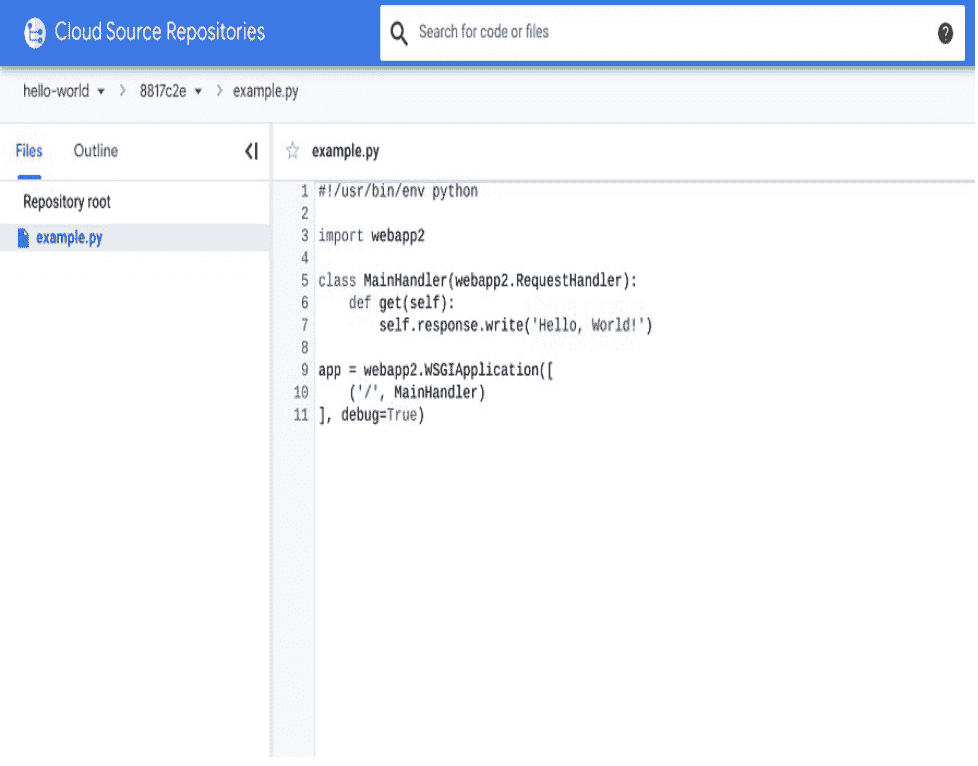 Cloud Source Repositories
Search for code or files
hello-world > 8817c2e > example.py
Files Outline
example.py
Repository root
example.py
1 #!/usr/bin/env python
2
3 import webapp2
4
5 class MainHandler(webapp2.RequestHandler):
6     def get(self):
7         self.response.write('Hello, World!')
8
9 app = webapp2.WSGIApplication([
10     ('/', MainHandler)
11 ], debug=True)